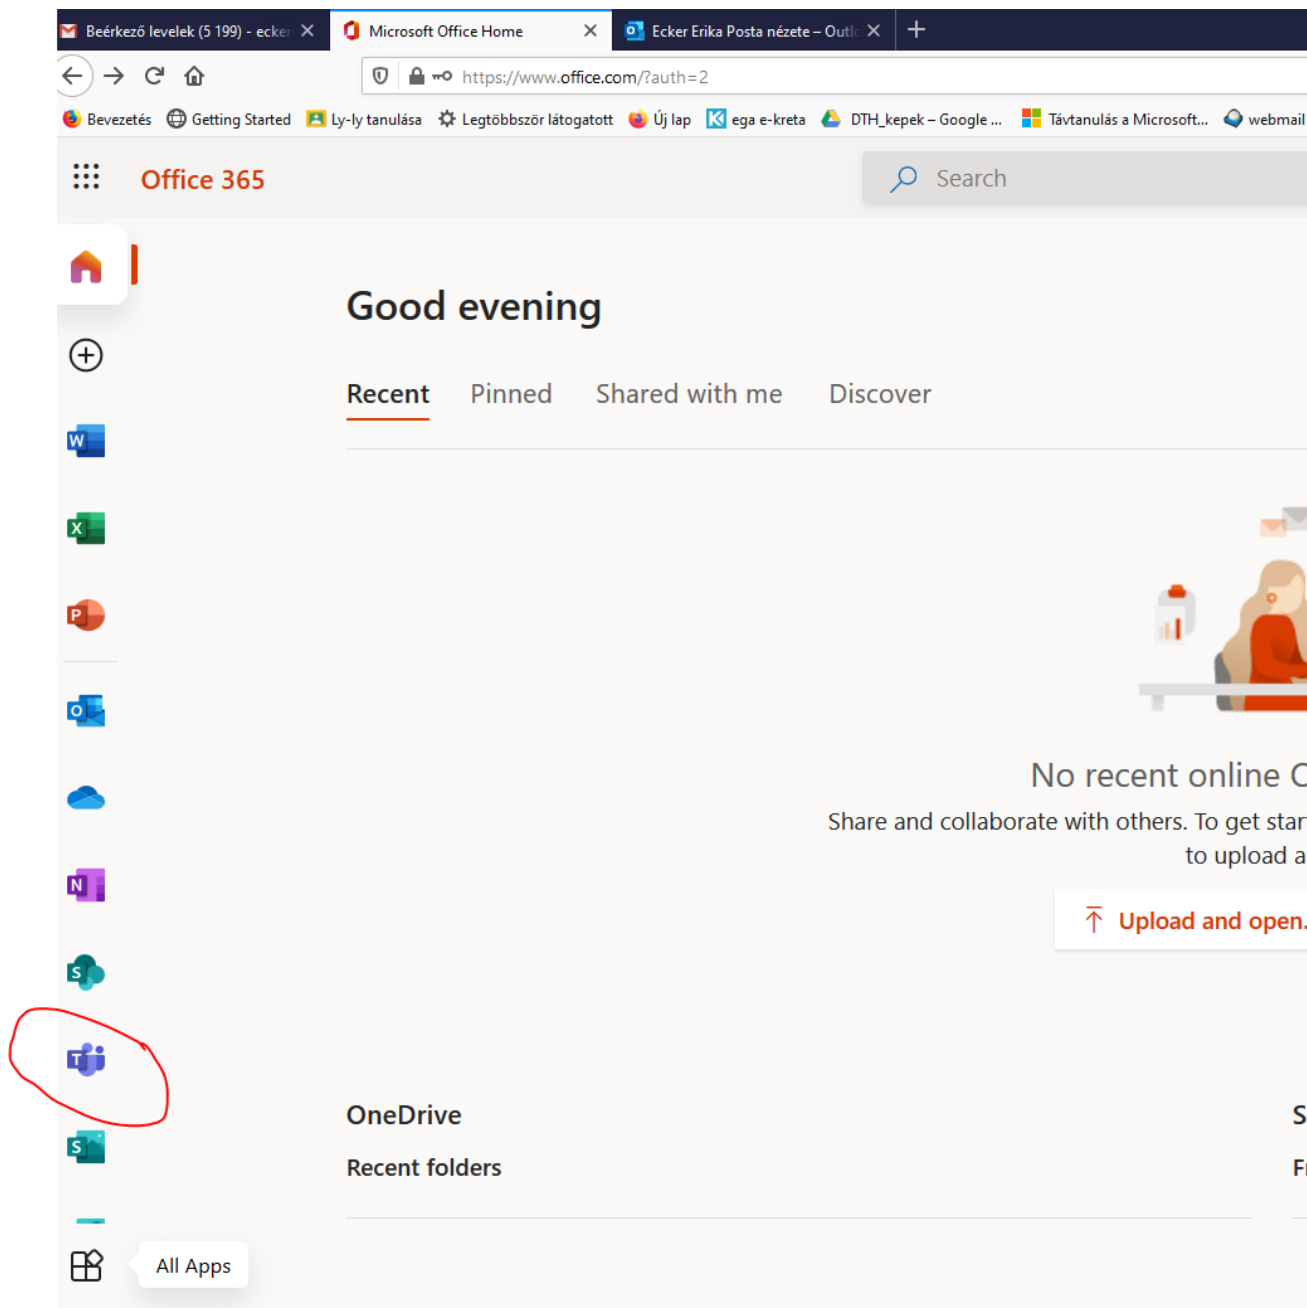 Beérkező levelek (5 199) - ecker
Microsoft Office Home
Ecker Erika Posta nézete – Outlo
https://www.office.com/?auth=2
Bevezetés
Getting Started
Ly-ly tanulása
Legtöbbször látogatott
Új lap
ega e-kreta
DTH_kepek – Google ...
Távtanulás a Microsoft...
webmail
Office 365
Search
Good evening
Recent
Pinned
Shared with me
Discover
No recent online
Share and collaborate with others. To get star
to upload a
Upload and open.
OneDrive
S
Recent folders
Fr
All Apps